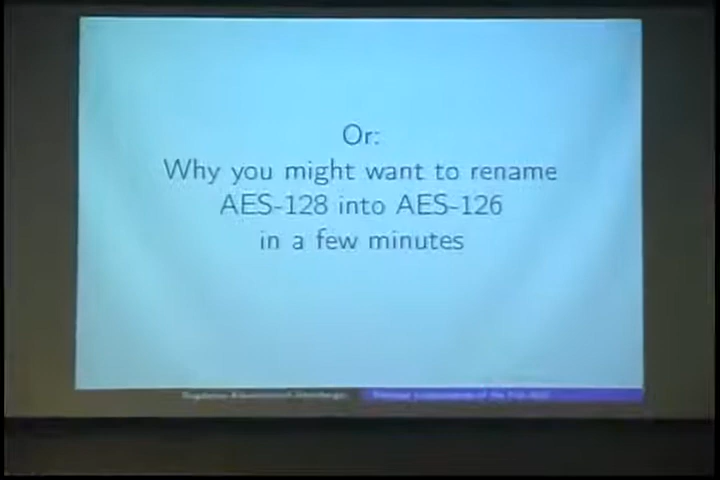 Or:
Why you might want to rename
AES-128 into AES-126
in a few minutes